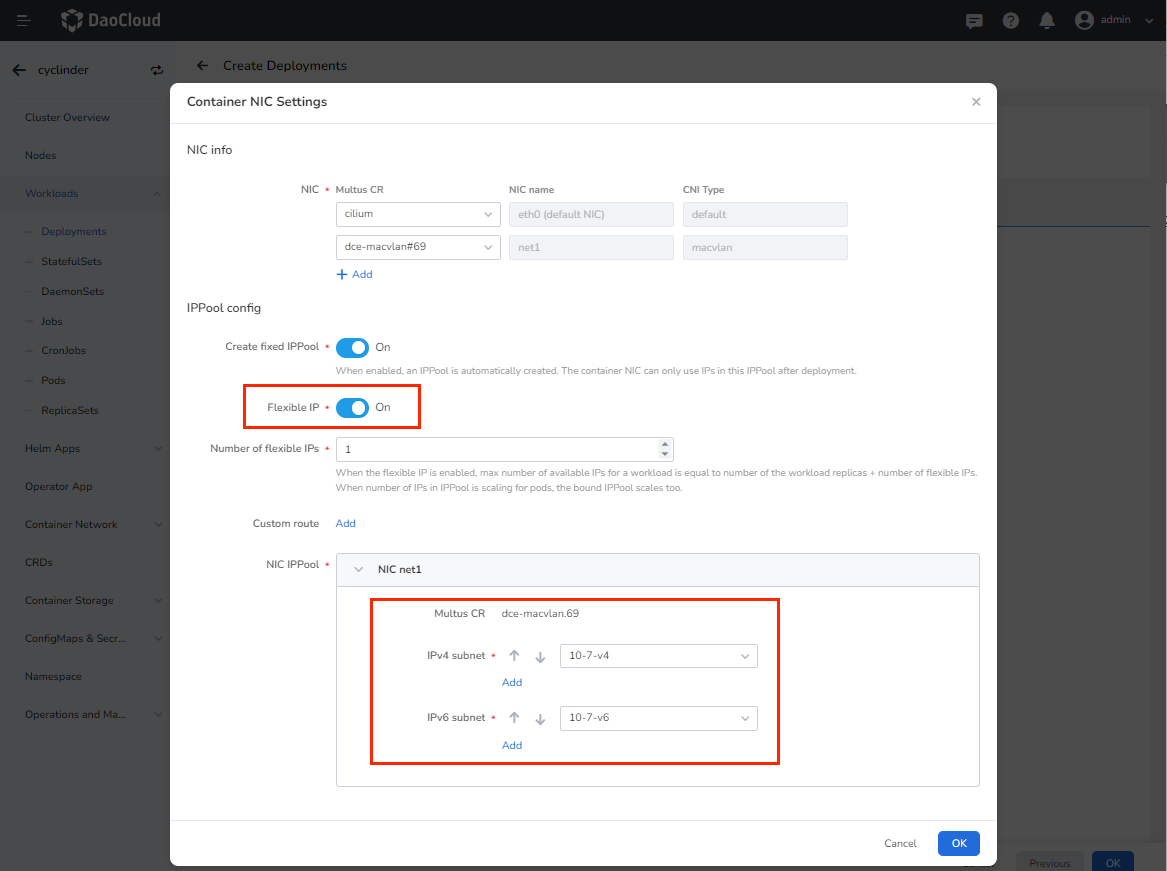 DaoCloud
admin
cyclinder
Create Deployments
Cluster Overview
Nodes
Workloads
Deployments
StatefulSets
DaemonSets
Jobs
CronJobs
Pods
ReplicaSets
Helm Apps
Operator App
Container Network
CRDs
Container Storage
ConfigMaps & Secr...
Namespace
Operations and Ma...
Container NIC Settings
NIC info
NIC * Multus CR NIC name CNI Type
cilium eth0 (default NIC) default
dce-macvlan#69 net1 macvlan
+ Add
IPPool config
Create fixed IPPool * On
When enabled, an IPPool is automatically created. The container NIC can only use IPs in this IPPool after deployment.
Flexible IP * On
Number of flexible IPs * 1
When the flexible IP is enabled, max number of available IPs for a workload is equal to number of the workload replicas + number of flexible IPs.
When number of IPs in IPPool is scaling for pods, the bound IPPool scales too.
Custom route Add
NIC IPPool * NIC net1
Multus CR dce-macvlan.69
IPv4 subnet * 10-7-v4
Add
IPv6 subnet * 10-7-v6
Add
Cancel OK
Previous OK